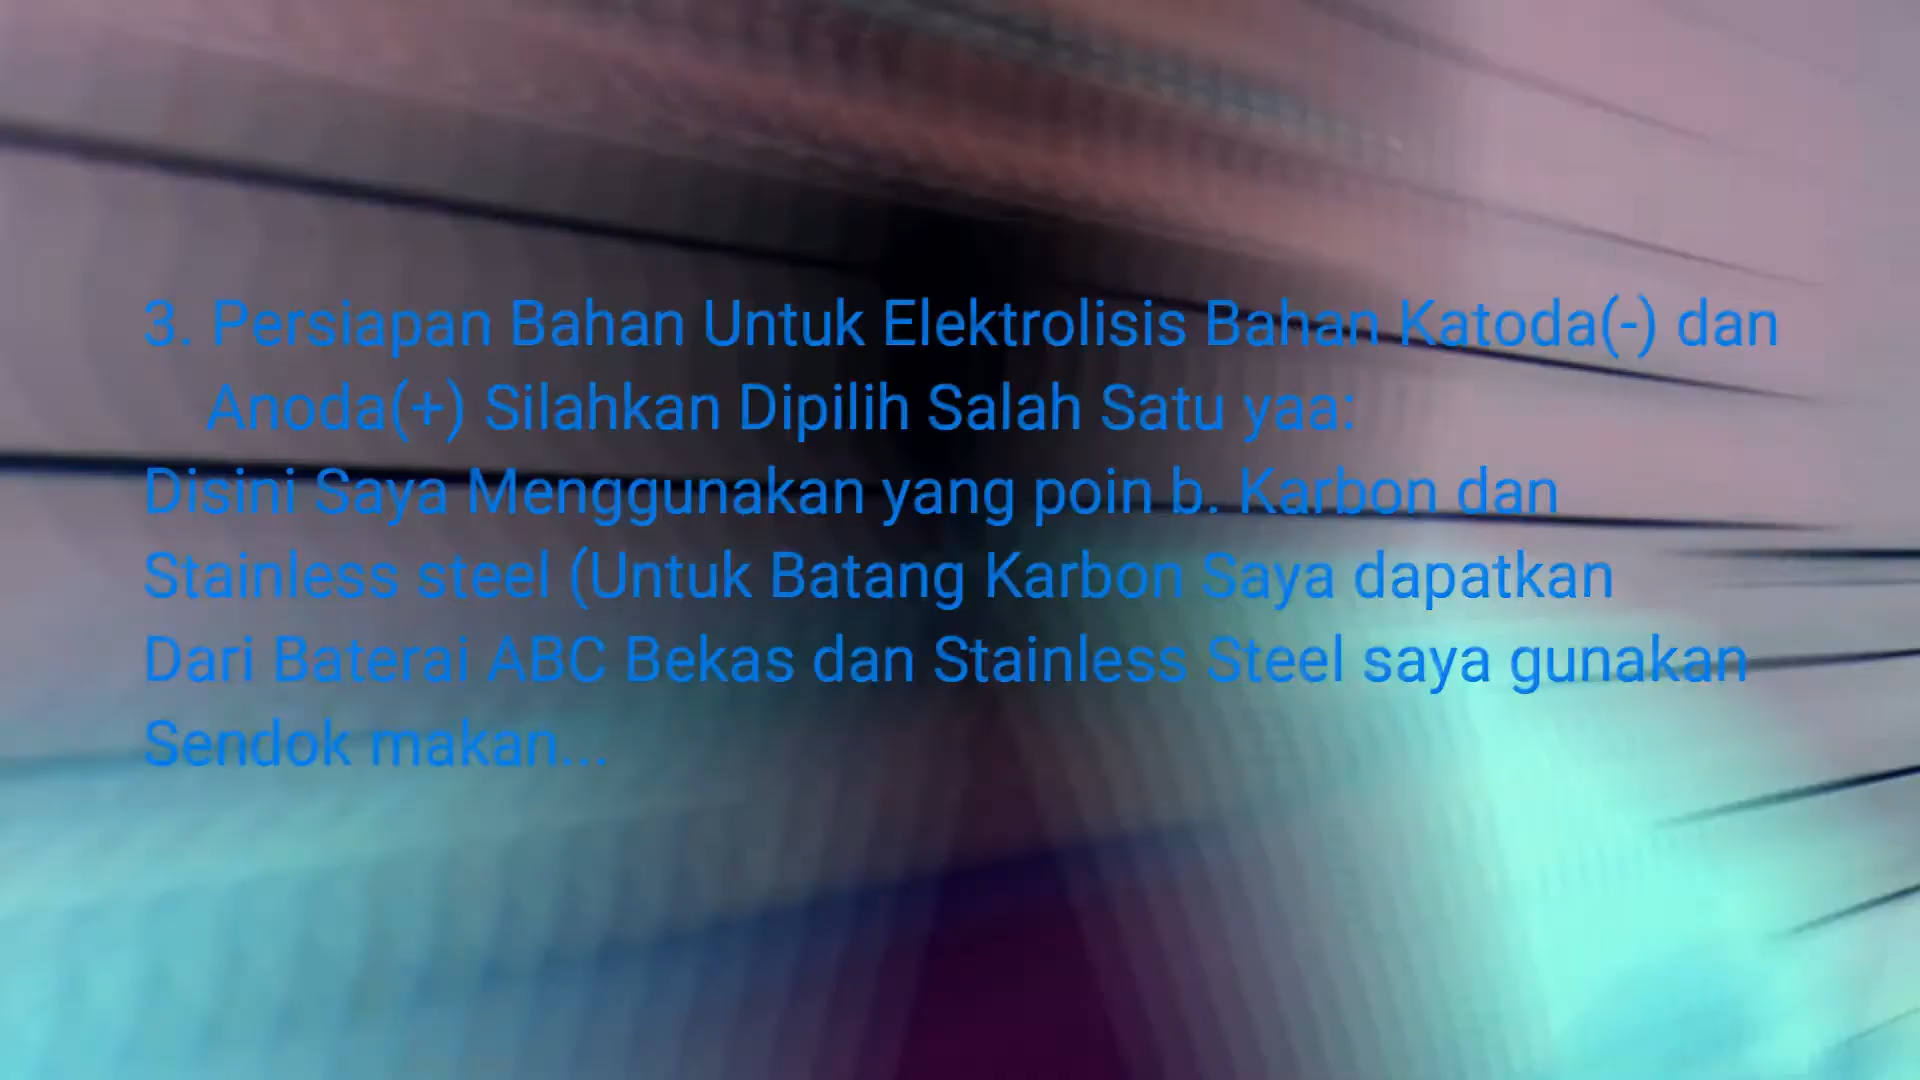 3. Persiapan Bahan Untuk Elektrolisis Bahan Katoda(-) dan
Anoda(+) Silahkan Dipilih Salah Satu yaa:
Disini Saya Menggunakan yang poin b. Karbon dan
Stainless steel (Untuk Batang Karbon Saya dapatkan
Dari Baterai ABC Bekas dan Stainless Steel saya gunakan
Sendok makan...